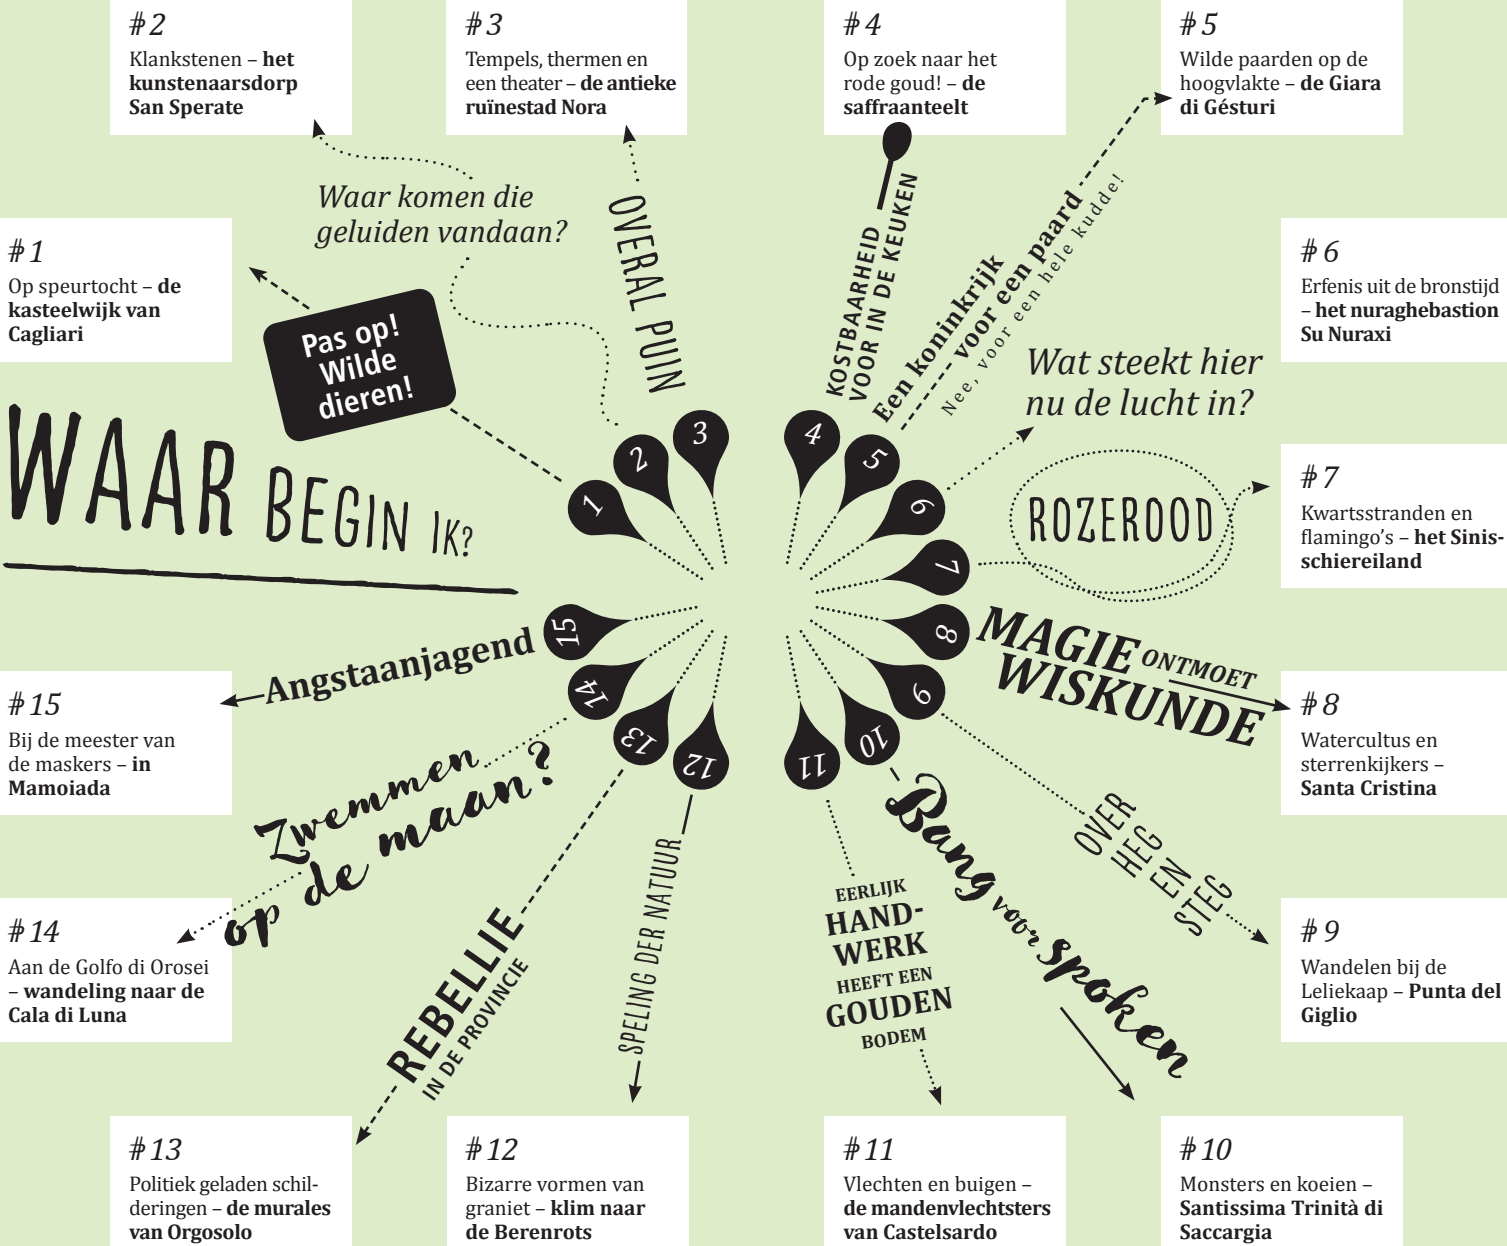 #2
Klankstenen – het
kunstenaarsdorp
San Sperate
#3
Tempels, thermen en
een theater – de antieke
ruïnestad Nora
#4
Op zoek naar het
rode goud! – de
saffraanteelt
#5
Wilde paarden op de
hoogvlakte – de Giara
di Gésturi
Waar komen die
geluiden vandaan?
OVERAL PUIN
KOSTBAARHEID
VOOR IN DE KEUKEN
Een koninkrijk
voor een paard
Nee, voor een hele kudde!
#1
Op speurtocht – de
kasteelwijk van
Cagliari
Pas op!
Wilde
dieren!
#6
Erfenis uit de bronstijd
– het nuraghebastion
Su Nuraxi
Wat steekt hier
nu de lucht in?
WAAR BEGIN IK?
1
2
3
4
5
6
7
8
9
10
11
12
13
14
15
ROZEROOD
#7
Kwartsstranden en
flamingo's – het Sinis-
schiereiland
Angstaanjagend
MAGIE ONTMOET
WISKUNDE
#15
Bij de meester van
de maskers – in
Mamoiada
#8
Watercultus en
sterrenkijkers –
Santa Cristina
Zwemmen
op de maan?
REBELLIE
IN DE PROVINCIE
SPELING DER NATUUR
EERLIJK
HAND-
WERK
HEEFT EEN
GOUDEN
BODEM
Bang voor spoken
OVER
HEG
EN
STEG
#14
Aan de Golfo di Orosei
– wandeling naar de
Cala di Luna
#9
Wandelen bij de
Leliekaap – Punta del
Giglio
#13
Politiek geladen schil-
deringen – de murales
van Orgosolo
#12
Bizarre vormen van
graniet – klim naar
de Berenrots
#11
Vlechten en buigen –
de mandenvlechtsters
van Castelsardo
#10
Monsters en koeien –
Santissima Trinità di
Saccargia